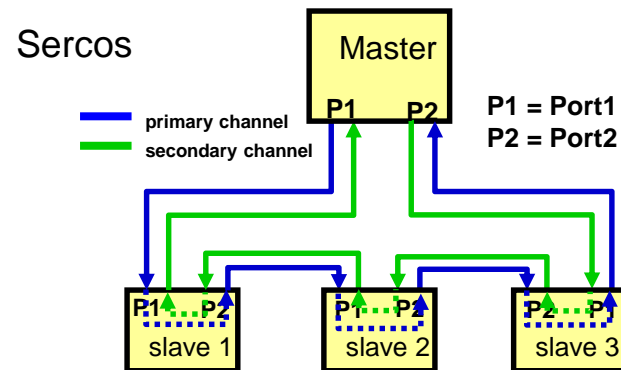 Sercos
Master
P1 P2
P1 = Port1
P2 = Port2
primary channel
secondary channel
P1 P2
slave 1
P1 P2
slave 2
P2 P1
slave 3